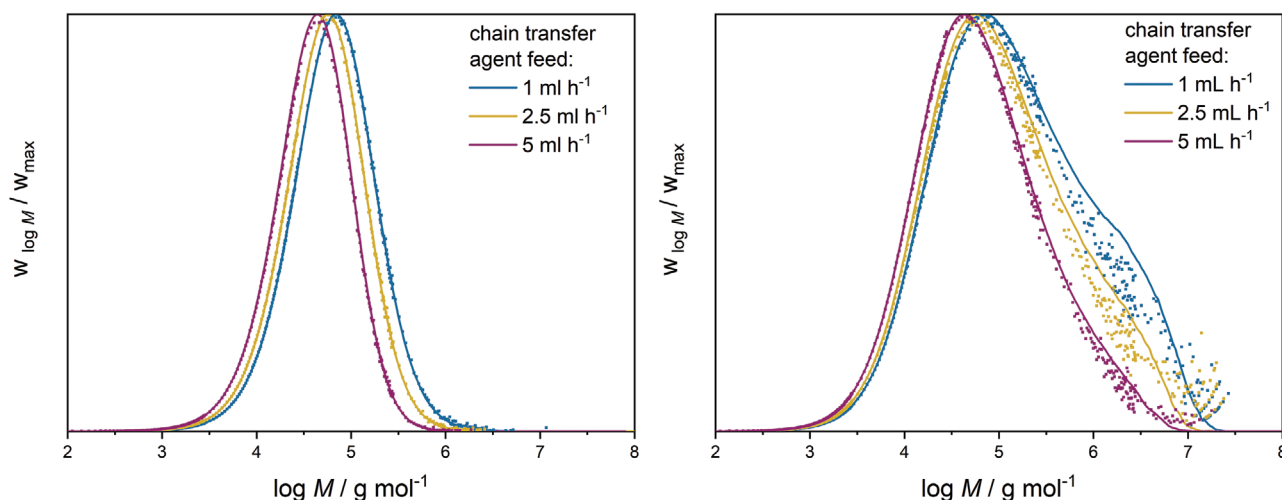 w log M / wmax
chain transfer
agent feed:
1 ml h⁻¹
2.5 ml h⁻¹
5 ml h⁻¹
2 3 4 5 6 7 8
log M / g mol⁻¹
w log M / wmax
chain transfer
agent feed:
1 mL h⁻¹
2.5 mL h⁻¹
5 mL h⁻¹
2 3 4 5 6 7 8
log M / g mol⁻¹